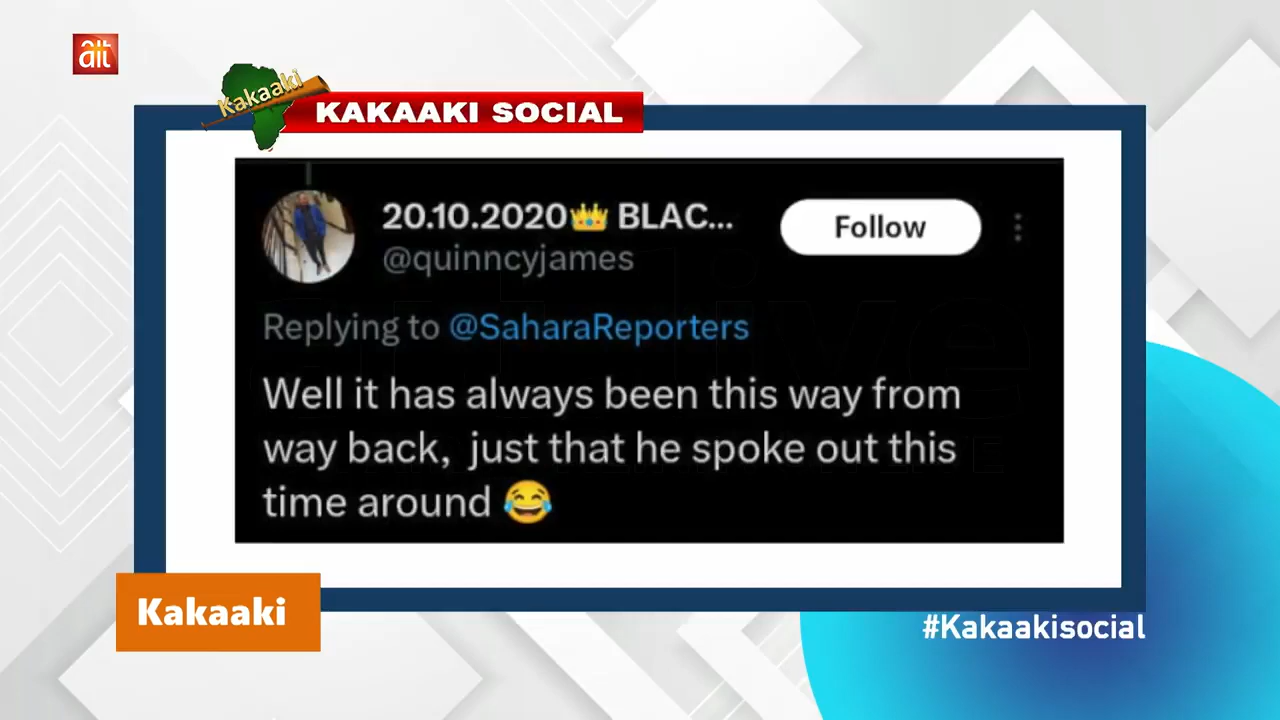 ait
Kakaaki
KAKAAKI SOCIAL
20.10.2020👑 BLAC...
@quinncyjames
Follow
Replying to @SaharaReporters
Well it has always been this way from
way back, just that he spoke out this
time around 😂
Kakaaki
#Kakaakisocial